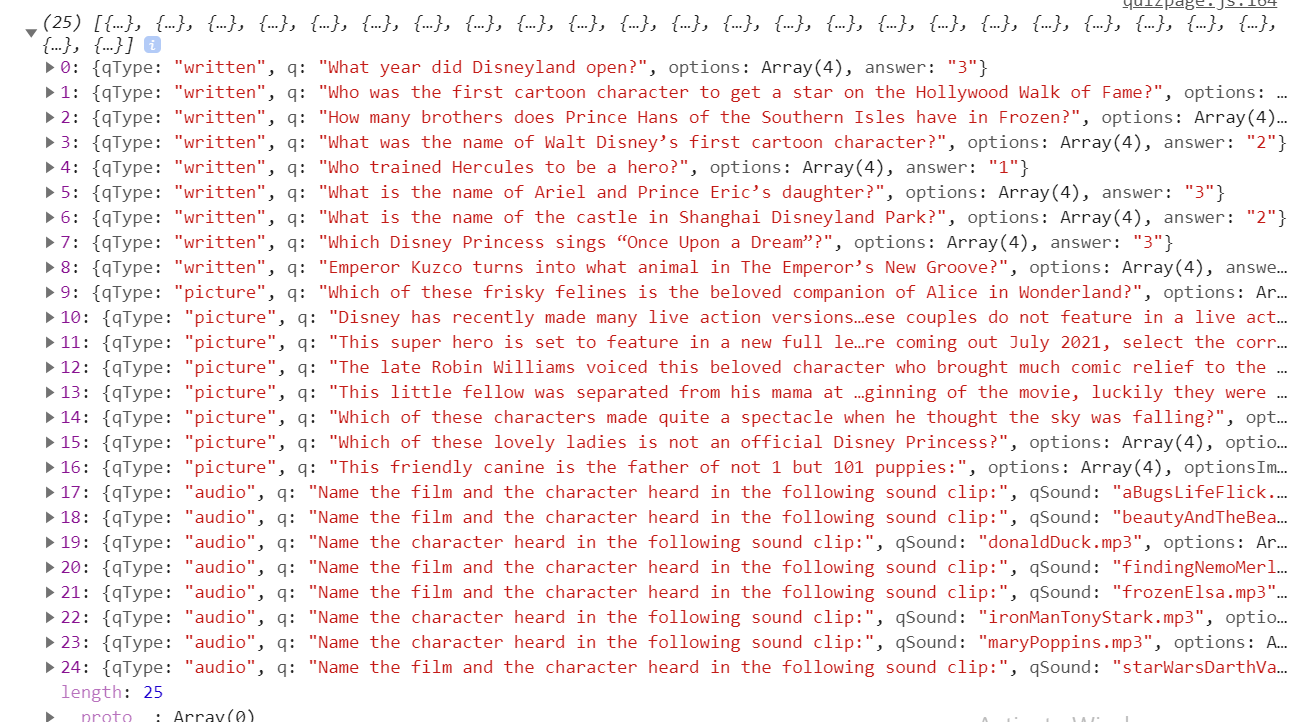 quizpage.js:164
(25) [{…}, {…}, {…}, {…}, {…}, {…}, {…}, {…}, {…}, {…}, {…}, {…}, {…}, {…}, {…}, {…}, {…}, {…}, {…}, {…}, {…}, {…}, {…},
{…}, {…}] i
0: {qType: "written", q: "What year did Disneyland open?", options: Array(4), answer: "3"}
1: {qType: "written", q: "Who was the first cartoon character to get a star on the Hollywood Walk of Fame?", options: …
2: {qType: "written", q: "How many brothers does Prince Hans of the Southern Isles have in Frozen?", options: Array(4)…
3: {qType: "written", q: "What was the name of Walt Disney’s first cartoon character?", options: Array(4), answer: "2"}
4: {qType: "written", q: "Who trained Hercules to be a hero?", options: Array(4), answer: "1"}
5: {qType: "written", q: "What is the name of Ariel and Prince Eric’s daughter?", options: Array(4), answer: "3"}
6: {qType: "written", q: "What is the name of the castle in Shanghai Disneyland Park?", options: Array(4), answer: "2"}
7: {qType: "written", q: "Which Disney Princess sings “Once Upon a Dream”?", options: Array(4), answer: "3"}
8: {qType: "written", q: "Emperor Kuzco turns into what animal in The Emperor’s New Groove?", options: Array(4), answe…
9: {qType: "picture", q: "Which of these frisky felines is the beloved companion of Alice in Wonderland?", options: Ar…
10: {qType: "picture", q: "Disney has recently made many live action versions…ese couples do not feature in a live act…
11: {qType: "picture", q: "This super hero is set to feature in a new full le…re coming out July 2021, select the corr…
12: {qType: "picture", q: "The late Robin Williams voiced this beloved character who brought much comic relief to the …
13: {qType: "picture", q: "This little fellow was separated from his mama at …ginning of the movie, luckily they were …
14: {qType: "picture", q: "Which of these characters made quite a spectacle when he thought the sky was falling?", opt…
15: {qType: "picture", q: "Which of these lovely ladies is not an official Disney Princess?", options: Array(4), optio…
16: {qType: "picture", q: "This friendly canine is the father of not 1 but 101 puppies:", options: Array(4), optionsIm…
17: {qType: "audio", q: "Name the film and the character heard in the following sound clip:", qSound: "aBugsLifeFlick.…
18: {qType: "audio", q: "Name the film and the character heard in the following sound clip:", qSound: "beautyAndTheBea…
19: {qType: "audio", q: "Name the character heard in the following sound clip:", qSound: "donaldDuck.mp3", options: Ar…
20: {qType: "audio", q: "Name the film and the character heard in the following sound clip:", qSound: "findingNemoMerl…
21: {qType: "audio", q: "Name the film and the character heard in the following sound clip:", qSound: "frozenElsa.mp3"…
22: {qType: "audio", q: "Name the character heard in the following sound clip:", qSound: "ironManTonyStark.mp3", optio…
23: {qType: "audio", q: "Name the character heard in the following sound clip:", qSound: "maryPoppins.mp3", options: A…
24: {qType: "audio", q: "Name the film and the character heard in the following sound clip:", qSound: "starWarsDarthVa…
length: 25
__proto__: Array(0)